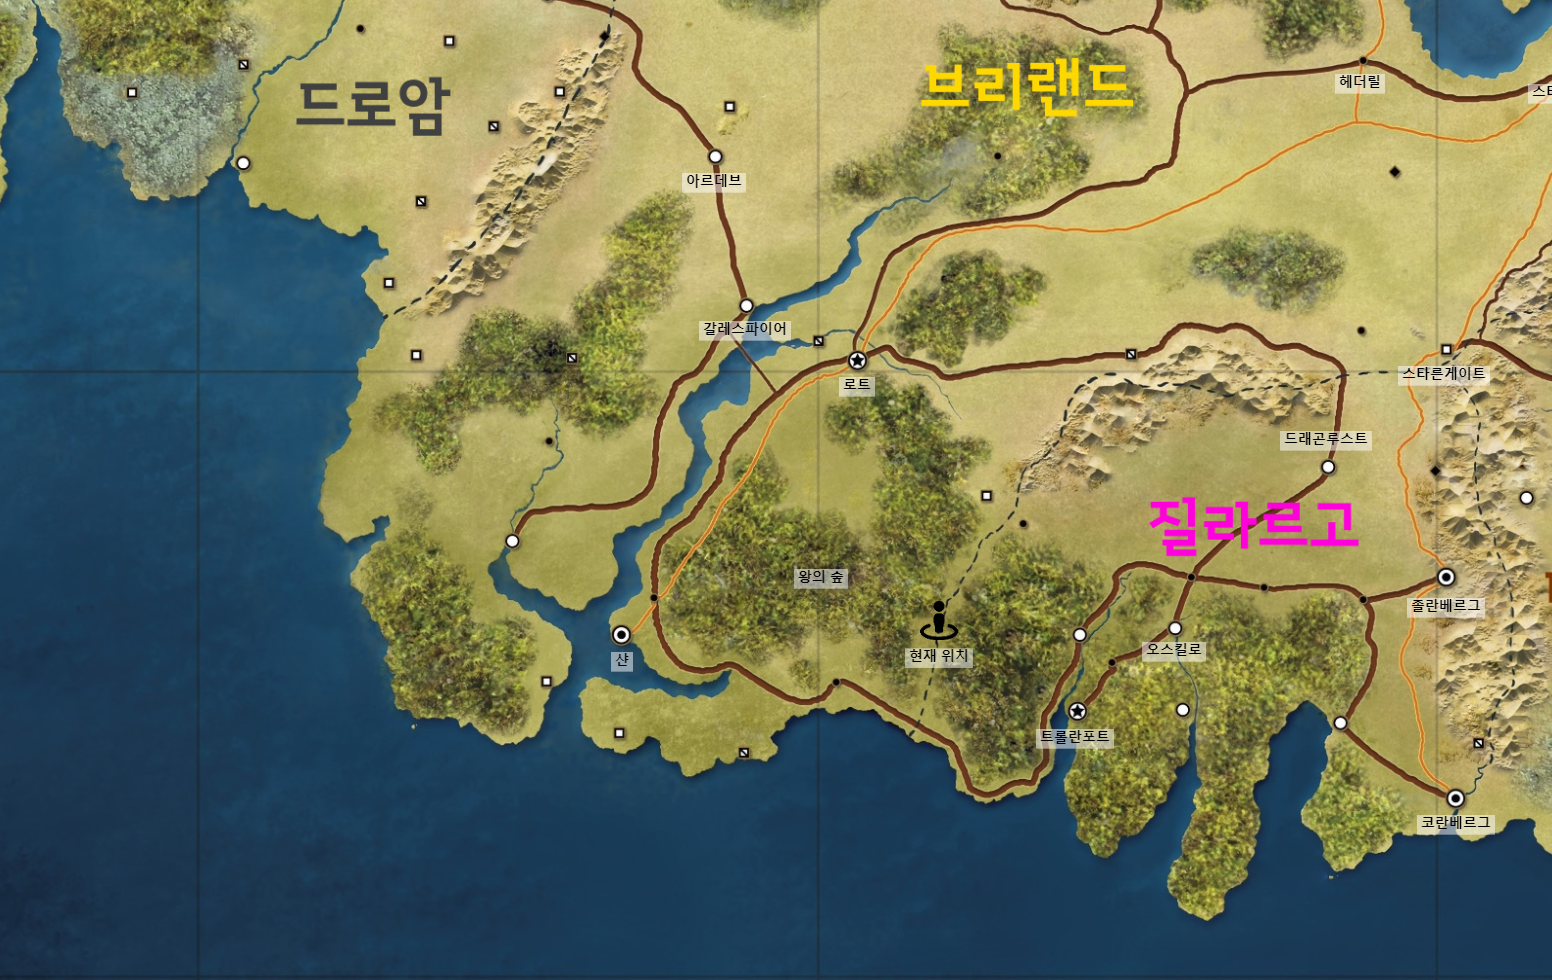 브리랜드
드로암
헤더릴
스타
아르데브
갈레스파이어
로트
스타른게이트
드래곤루스트
질라르고
왕의 숲
졸란베르그
현재 위치
오스킬로
샨
트롤란포트
코란베르그